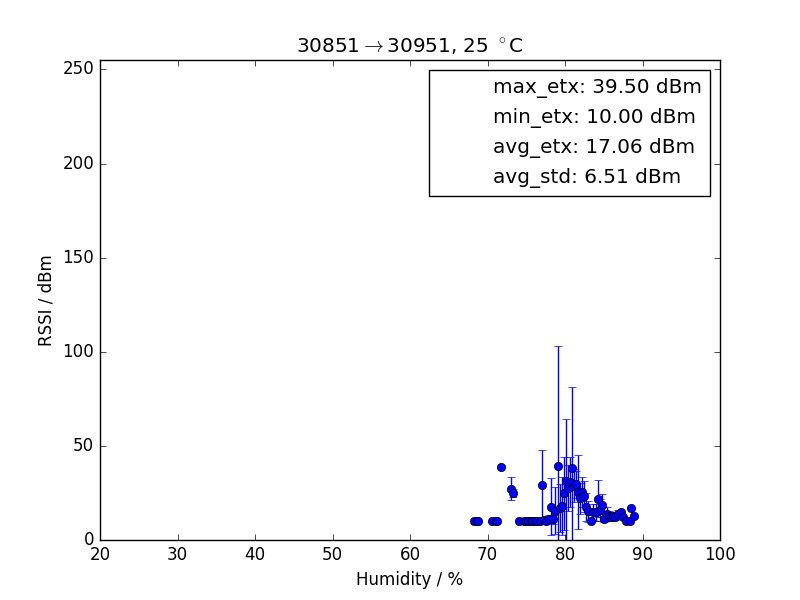 30851→30951, 25 °C
max_etx: 39.50 dBm
min_etx: 10.00 dBm
avg_etx: 17.06 dBm
avg_std: 6.51 dBm
RSSI / dBm
250
200
150
100
50
0
20 30 40 50 60 70 80 90 100
Humidity / %